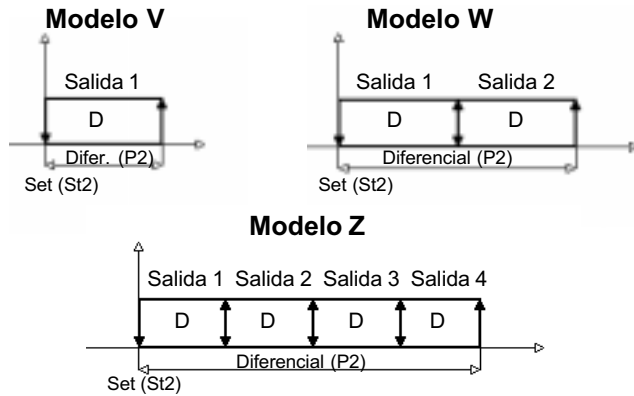 Modelo V
Salida 1
D
Difer. (P2)
Set (St2)
Modelo W
Salida 1 Salida 2
D D
Diferencial (P2)
Set (St2)
Modelo Z
Salida 1 Salida 2 Salida 3 Salida 4
D D D D
Diferencial (P2)
Set (St2)